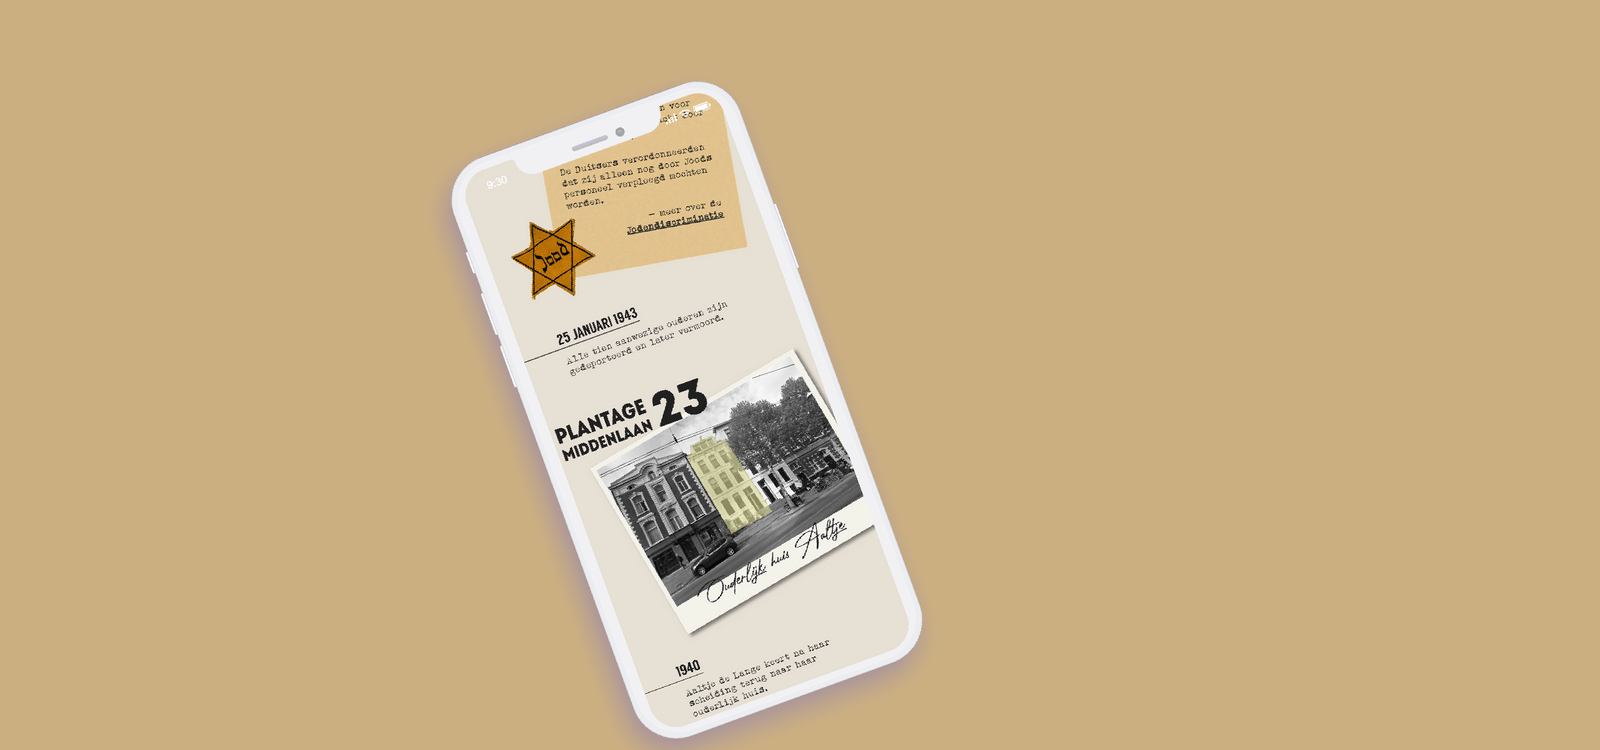 9:30
n voor
door
De Duitsers verordonneerden
dat zij alleen nog door Joods
personeel verpleegd mochten
worden.
— meer over de
Jodendiscriminatie
Jood
25 JANUARI 1943
Alle tien aanwezige ouderen zijn
gedeporteerd en later vermoord.
PLANTAGE
MIDDENLAAN
23
Ouderlijk huis Aaltje
1940
Aaltje de Lange keert na haar
scheiding terug naar haar
ouderlijk huis.